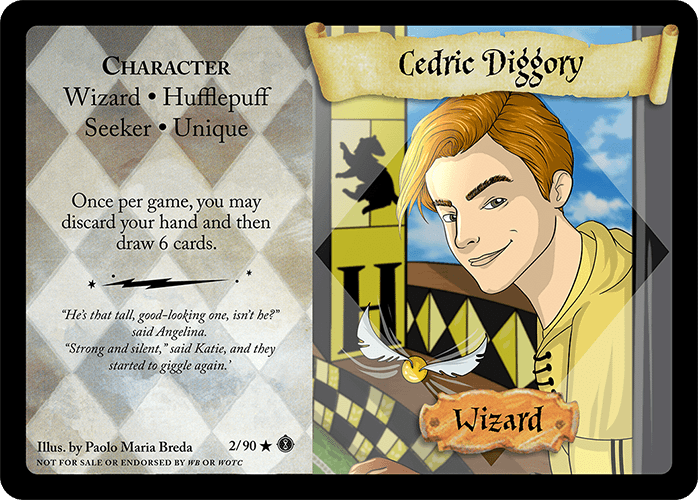 CHARACTER
Wizard • Hufflepuff
Seeker • Unique
Once per game, you may
discard your hand and then
draw 6 cards.
“He's that tall, good-looking one, isn't he?”
said Angelina.
“Strong and silent,” said Katie, and they
started to giggle again.’
Illus. by Paolo Maria Breda 2/90 ★
NOT FOR SALE OR ENDORSED BY WB OR WOTC
Cedric Diggory
H
Wizard